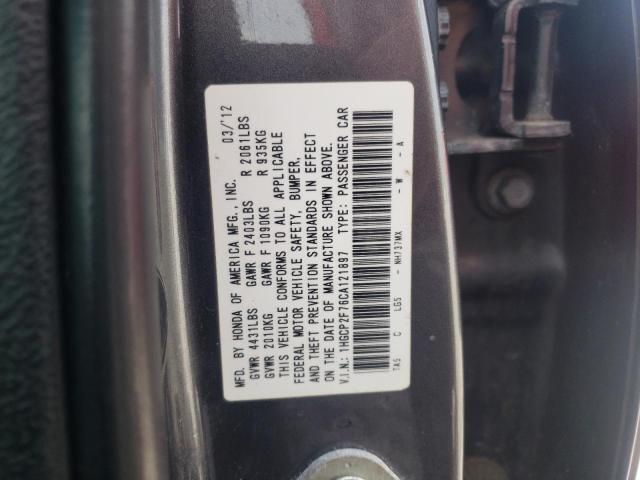 MFD. BY HONDA OF AMERICA MFG., INC. 03/'12
GVWR 4431LBS GAWR F 2403LBS R 2061LBS
GVWR 2010KG GAWR F 1090KG R 935KG
THIS VEHICLE CONFORMS TO ALL APPLICABLE
FEDERAL MOTOR VEHICLE SAFETY, BUMPER,
AND THEFT PREVENTION STANDARDS IN EFFECT
ON THE DATE OF MANUFACTURE SHOWN ABOVE.
V.I.N.: 1HGCP2F76CA121897 TYPE: PASSENGER CAR
TA5 C LG5 - NH737MX - W - A